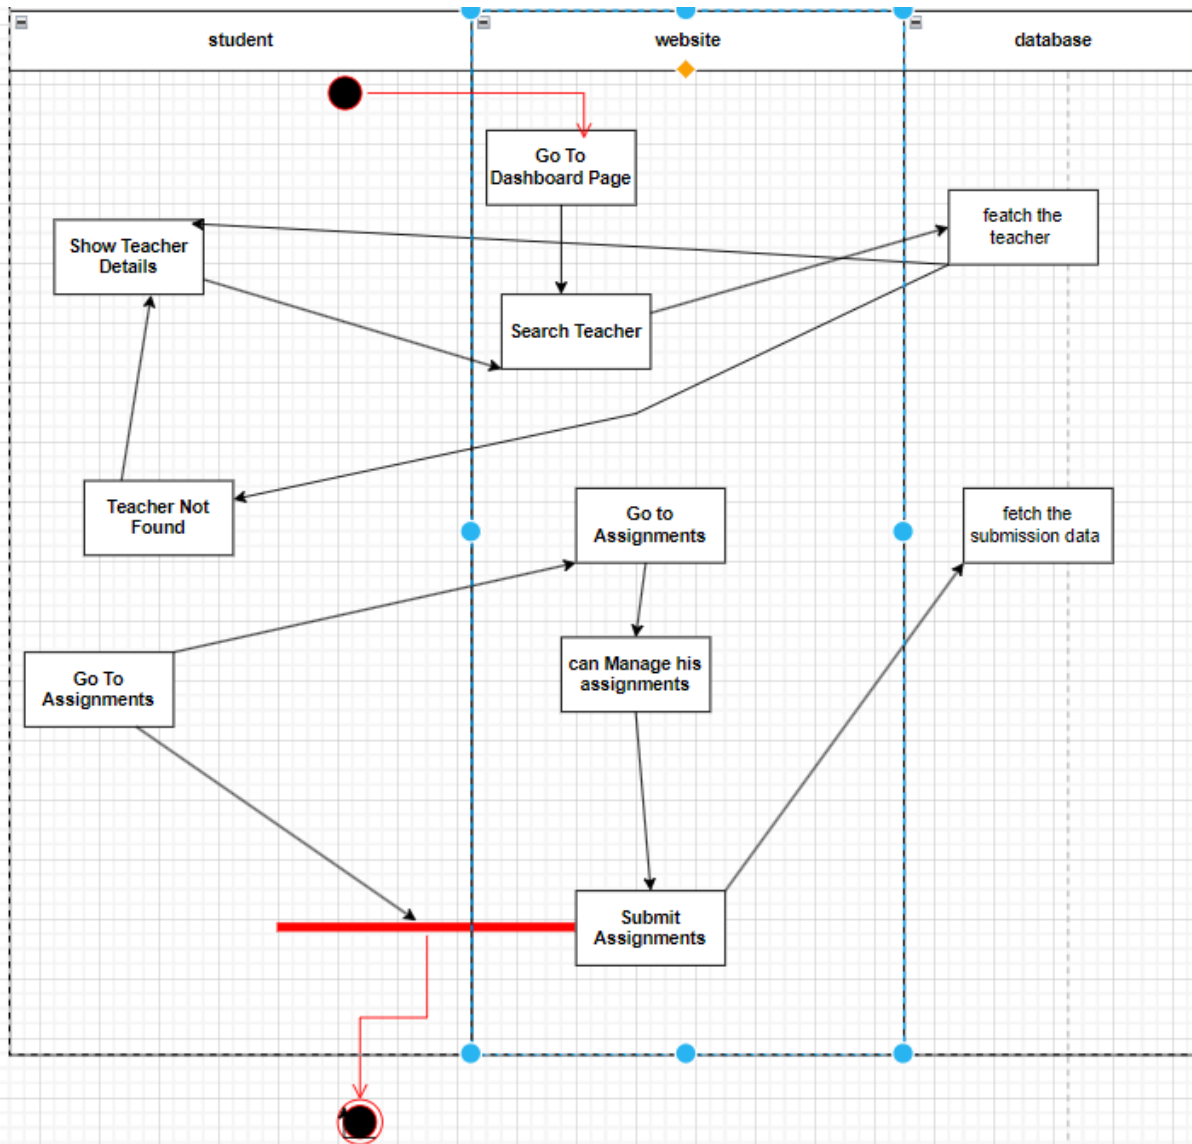 student
website
database
Go To
Dashboard Page
featch the
teacher
Show Teacher
Details
Search Teacher
Teacher Not
Found
Go to
Assignments
fetch the
submission data
can Manage his
assignments
Go To
Assignments
Submit
Assignments